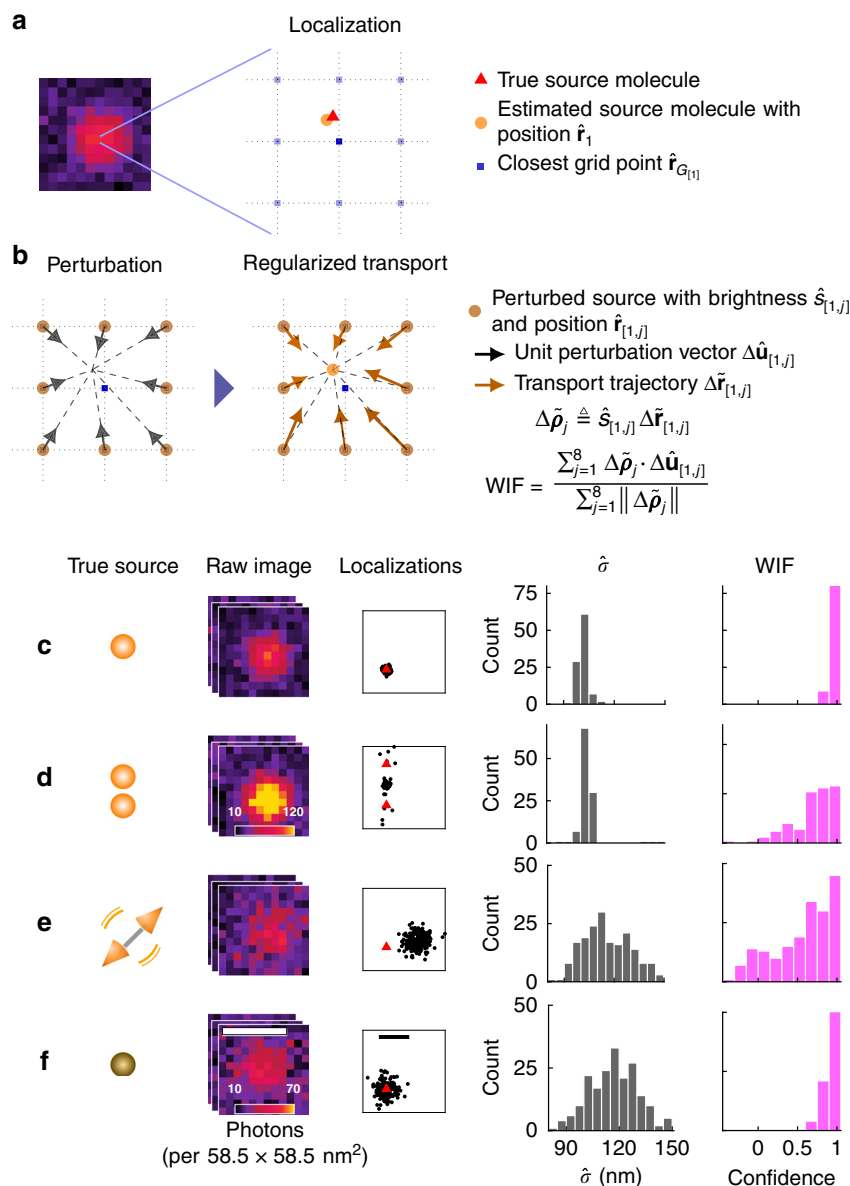 a
Localization
True source molecule
Estimated source molecule with
position r̂₁
Closest grid point r̂_G[1]
b
Perturbation
Regularized transport
Perturbed source with brightness ŝ[1,j]
and position r̂[1,j]
Unit perturbation vector Δû[1,j]
Transport trajectory Δr̃[1,j]
Δρ̃ⱼ ≜ ŝ[1,j] Δr̃[1,j]
WIF = ∑⁸ⱼ₌₁ Δρ̃ⱼ · Δû[1,j] / ∑⁸ⱼ₌₁ ‖Δρ̃ⱼ‖
True source
Raw image
Localizations
σ̂
WIF
c
Count
75
50
25
0
d
10
120
Count
50
25
0
e
Count
50
25
0
f
10
70
Photons
(per 58.5 × 58.5 nm²)
Count
50
25
0
90
120
150
σ̂ (nm)
0
0.5
1
Confidence